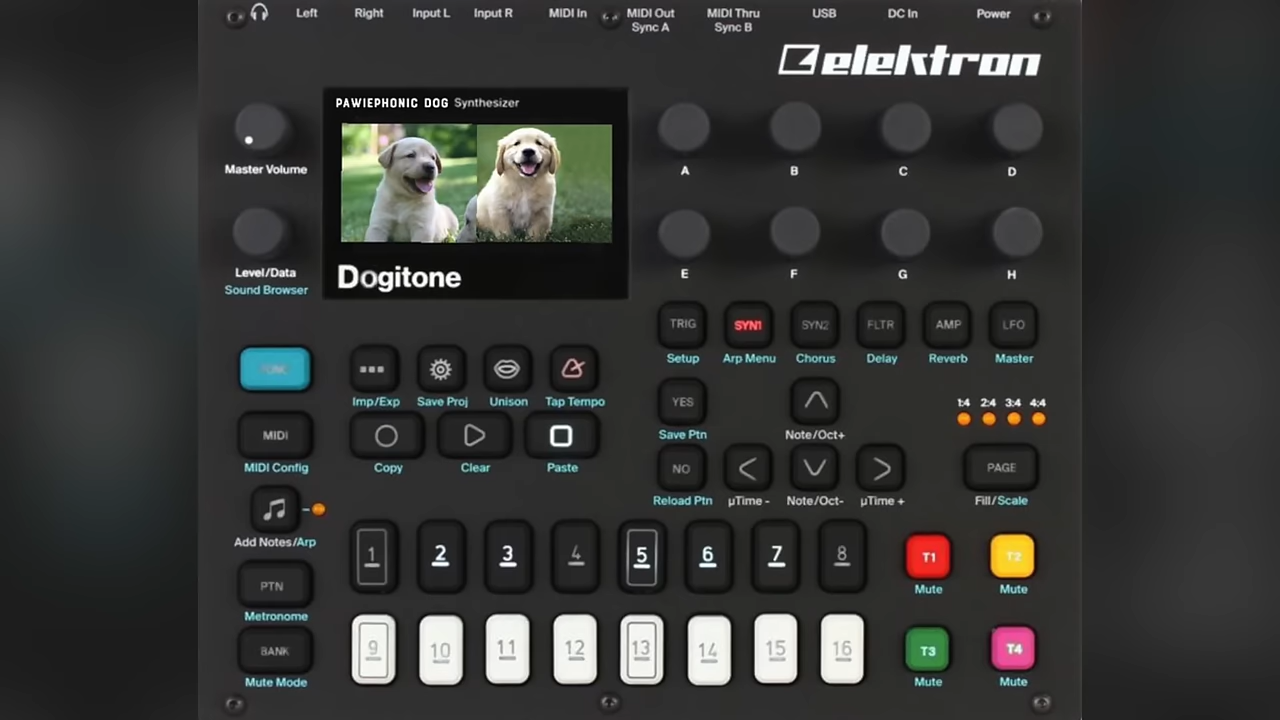 Left Right Input L Input R MIDI In MIDI Out MIDI Thru USB DC In Power
Sync A Sync B
elektron
PAWIEPHONIC DOG Synthesizer
Dogitone
Master Volume
Level/Data
Sound Browser
A B C D
E F G H
TRIG SYN1 SYN2 FLTR AMP LFO
Setup Arp Menu Chorus Delay Reverb Master
FUNC
Imp/Exp Save Proj Unison Tap Tempo
YES
Save Ptn Note/Oct+
1:4 2:4 3:4 4:4
MIDI
MIDI Config
Copy Clear Paste
NO PAGE
Reload Ptn µTime - Note/Oct- µTime + Fill/Scale
Add Notes/Arp
PTN
Metronome
BANK
Mute Mode
1 2 3 4 5 6 7 8
9 10 11 12 13 14 15 16
T1 T2
Mute Mute
T3 T4
Mute Mute